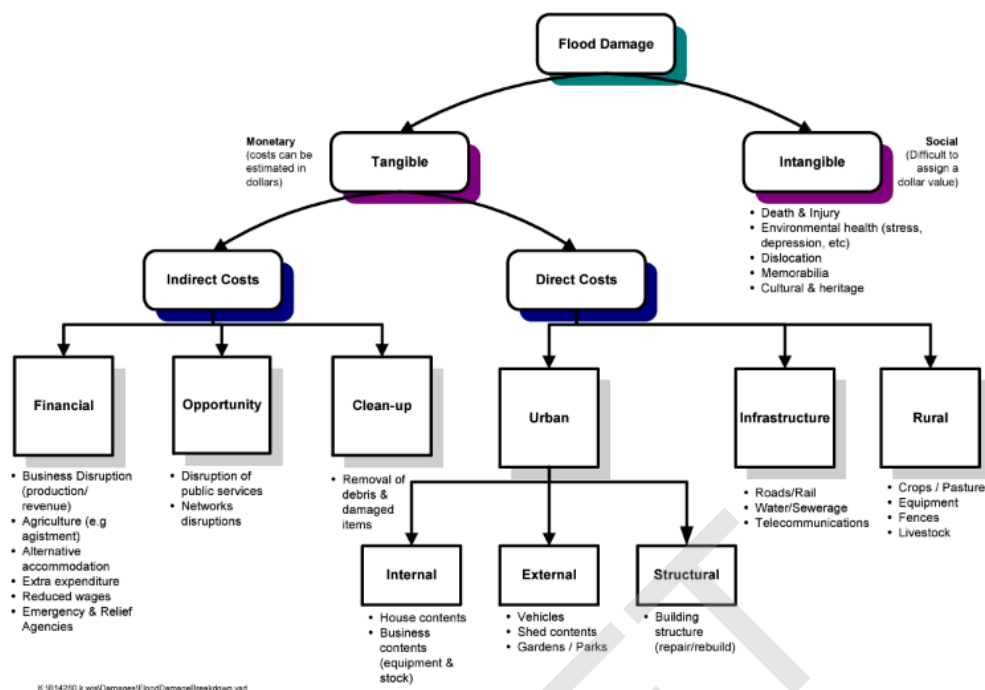 Flood Damage
Monetary
(costs can be
estimated in
dollars)
Tangible
Intangible
Social
(Difficult to
assign a
dollar value)
• Death & Injury
• Environmental health (stress,
depression, etc)
• Dislocation
• Memorabilia
• Cultural & heritage
Indirect Costs
Direct Costs
Financial
Opportunity
Clean-up
Urban
Infrastructure
Rural
• Business Disruption
(production/
revenue)
• Agriculture (e.g
agistment)
• Alternative
accommodation
• Extra expenditure
• Reduced wages
• Emergency & Relief
Agencies
• Disruption of
public services
• Networks
disruptions
• Removal of
debris &
damaged
items
• Roads/Rail
• Water/Sewerage
• Telecommunications
• Crops / Pasture
• Equipment
• Fences
• Livestock
Internal
External
Structural
• House contents
• Business
contents
(equipment &
stock)
• Vehicles
• Shed contents
• Gardens / Parks
• Building
structure
(repair/rebuild)